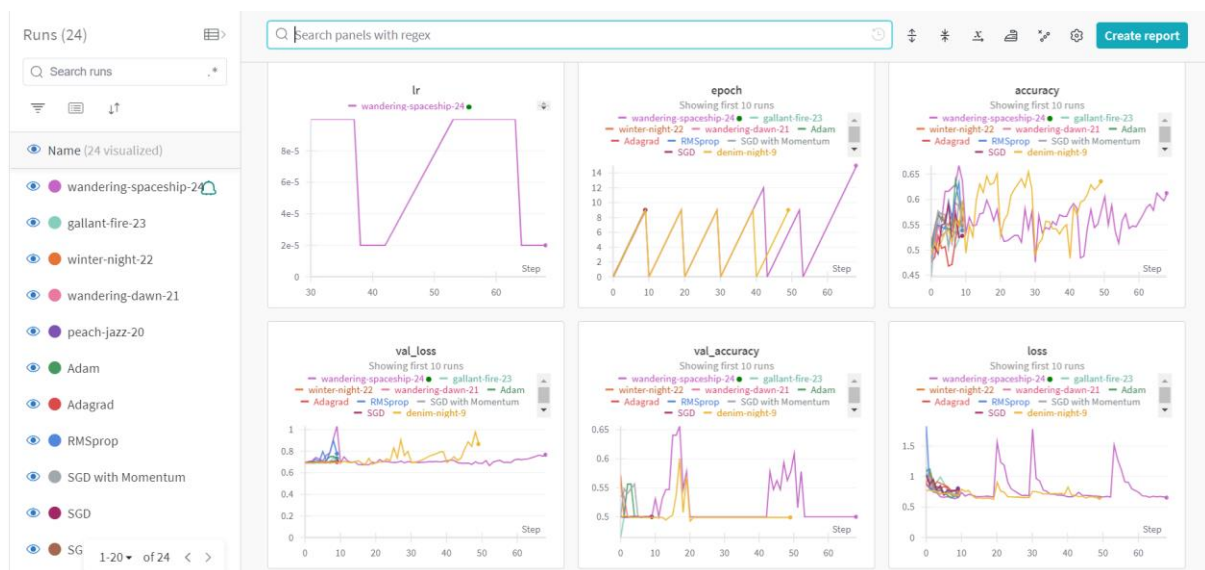 Runs (24)
Search runs
.*
Name (24 visualized)
wandering-spaceship-24
gallant-fire-23
winter-night-22
wandering-dawn-21
peach-jazz-20
Adam
Adagrad
RMSprop
SGD with Momentum
SGD
SG
1-20 of 24 < >
Search panels with regex
Create report
lr
wandering-spaceship-24
8e-5
6e-5
4e-5
2e-5
0
Step
30 40 50 60
epoch
Showing first 10 runs
wandering-spaceship-24 gallant-fire-23
winter-night-22 wandering-dawn-21 Adam
Adagrad RMSprop SGD with Momentum
SGD denim-night-9
14
12
10
8
6
4
2
0
Step
0 10 20 30 40 50 60
accuracy
Showing first 10 runs
wandering-spaceship-24 gallant-fire-23
winter-night-22 wandering-dawn-21 Adam
Adagrad RMSprop SGD with Momentum
SGD denim-night-9
0.65
0.6
0.55
0.5
0.45
Step
0 10 20 30 40 50 60
val_loss
Showing first 10 runs
wandering-spaceship-24 gallant-fire-23
winter-night-22 wandering-dawn-21 Adam
Adagrad RMSprop SGD with Momentum
SGD denim-night-9
1
0.8
0.6
0.4
0.2
0
Step
0 10 20 30 40 50 60
val_accuracy
Showing first 10 runs
wandering-spaceship-24 gallant-fire-23
winter-night-22 wandering-dawn-21 Adam
Adagrad RMSprop SGD with Momentum
SGD denim-night-9
0.65
0.6
0.55
0.5
Step
0 10 20 30 40 50 60
loss
Showing first 10 runs
wandering-spaceship-24 gallant-fire-23
winter-night-22 wandering-dawn-21 Adam
Adagrad RMSprop SGD with Momentum
SGD denim-night-9
1.5
1
0.5
0
Step
0 10 20 30 40 50 60